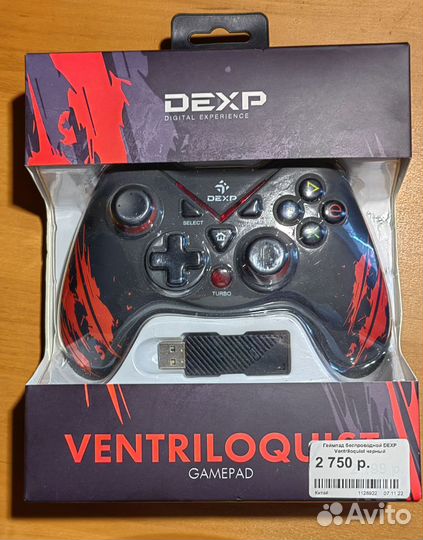 DEXP
DIGITAL EXPERIENCE
DEXP
SELECT
TURBO
VENTRILOQUIST
GAMEPAD
Геймпад беспроводной DEXP
Ventriloquist черный
2 750 р.
Китай 1128922 07.11.22
Avito